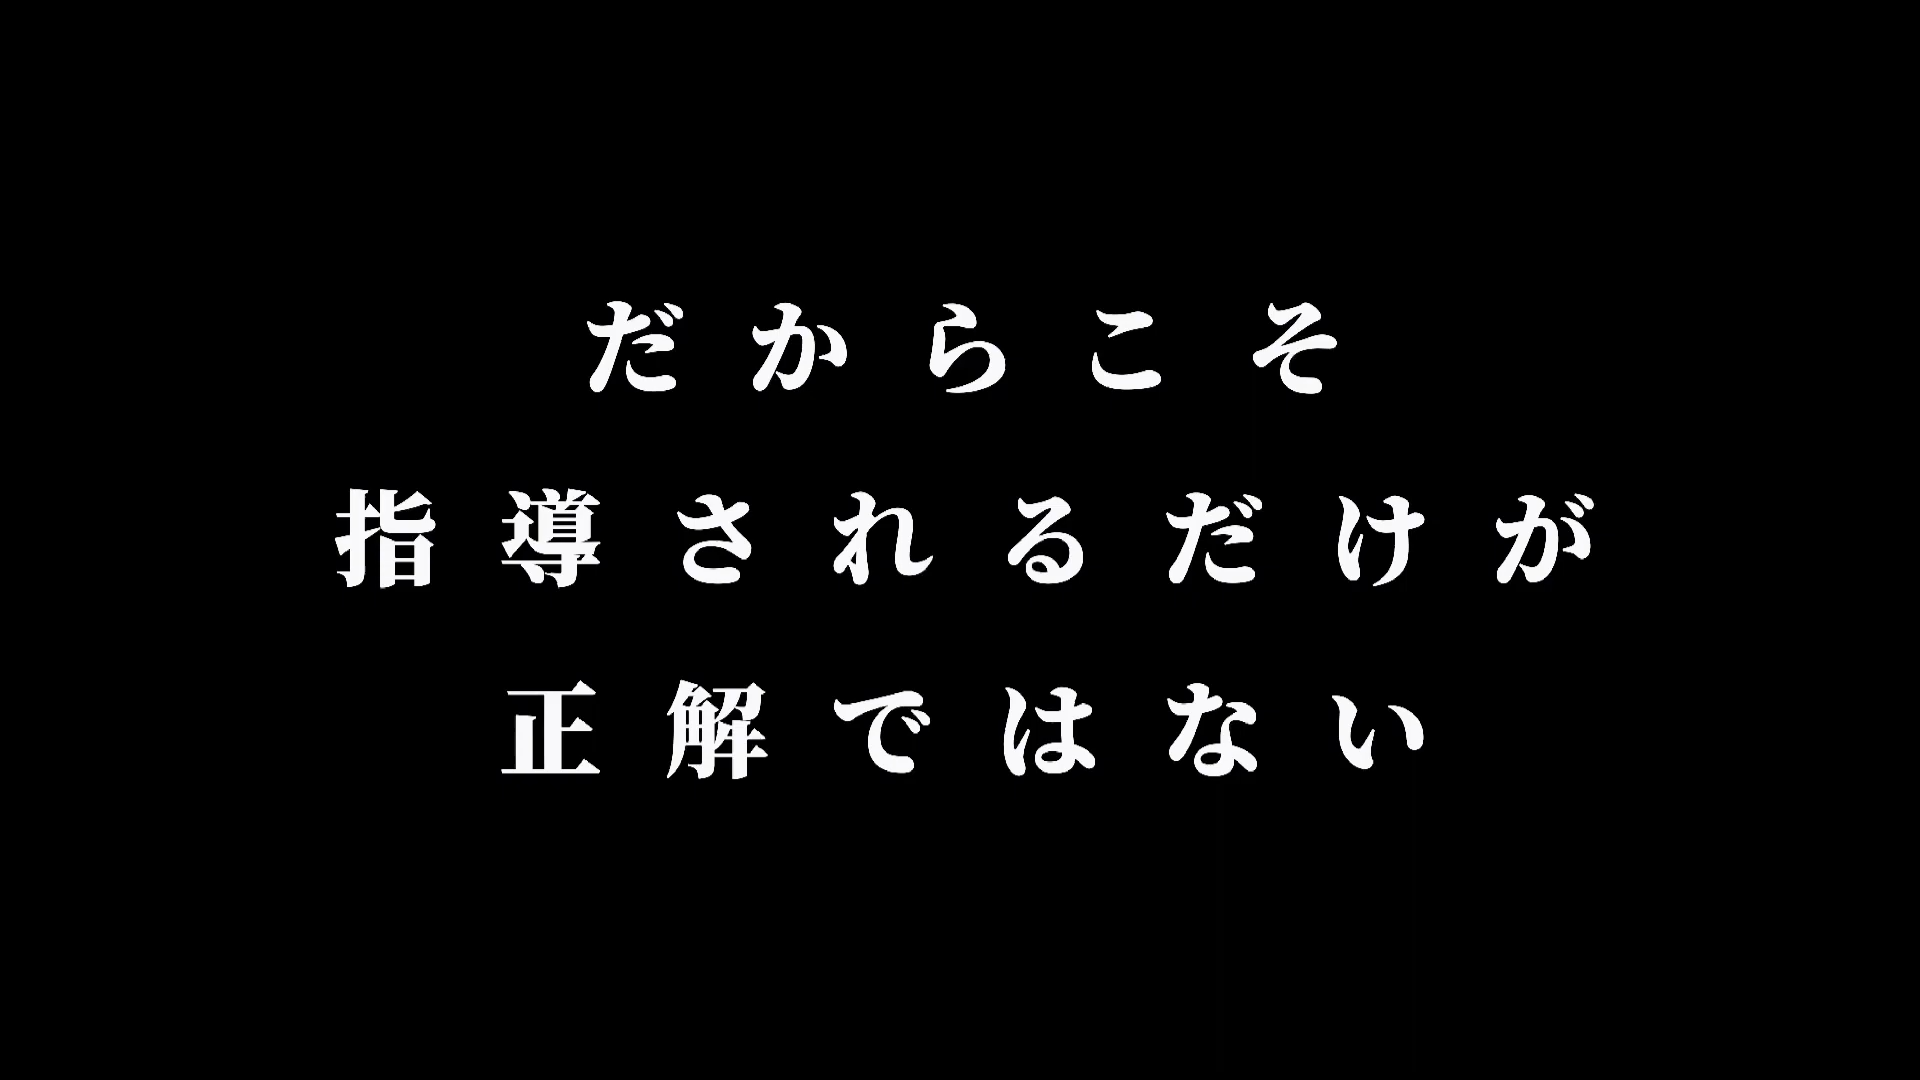 だからこそ
指導されるだけが
正解ではない